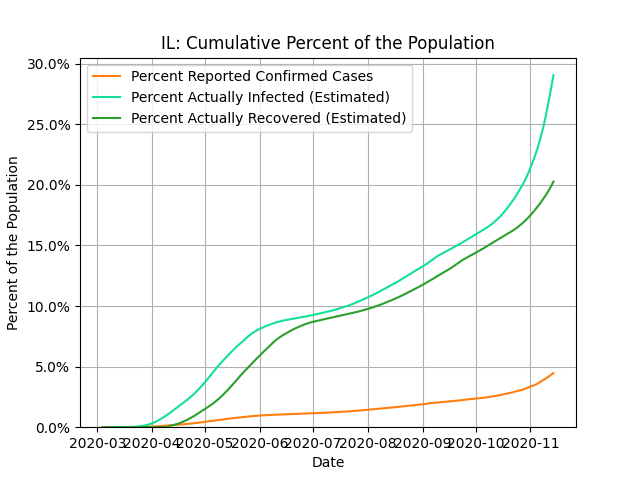 IL: Cumulative Percent of the Population
Percent Reported Confirmed Cases
Percent Actually Infected (Estimated)
Percent Actually Recovered (Estimated)
Percent of the Population
30.0%
25.0%
20.0%
15.0%
10.0%
5.0%
0.0%
2020-03 2020-04 2020-05 2020-06 2020-07 2020-08 2020-09 2020-10 2020-11
Date